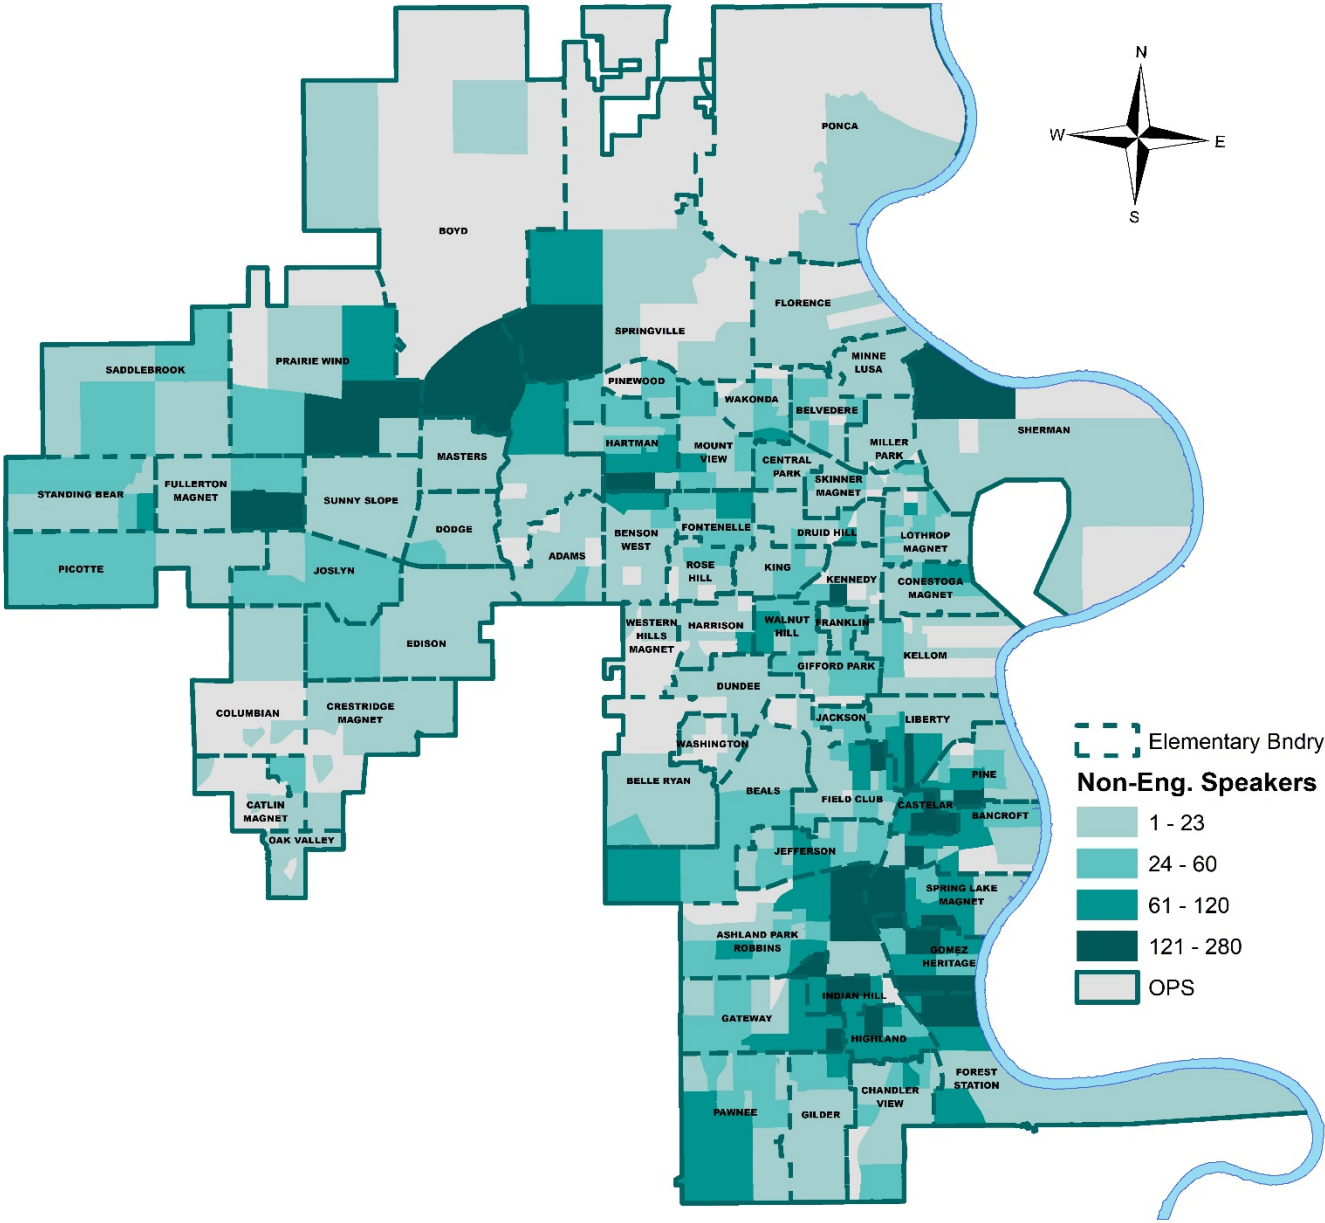 N
W
E
S
PONCA
BOYD
FLORENCE
SPRINGVILLE
MINNE
LUSA
PRAIRIE WIND
SADDLEBROOK
PINEWOOD
WAKONDA
BELVEDERE
SHERMAN
HARTMAN
MOUNT
VIEW
MILLER
PARK
MASTERS
CENTRAL
PARK
SKINNER
MAGNET
STANDING BEAR
FULLERTON
MAGNET
SUNNY SLOPE
DODGE
BENSON
WEST
FONTENELLE
DRUID HILL
LOTHROP
MAGNET
ADAMS
PICOTTE
JOSLYN
ROSE
HILL
KING
KENNEDY
CONESTOGA
MAGNET
WESTERN
HILLS
MAGNET
HARRISON
WALNUT
HILL
FRANKLIN
EDISON
KELLOM
GIFFORD PARK
DUNDEE
COLUMBIAN
CRESTRIDGE
MAGNET
JACKSON
LIBERTY
WASHINGTON
PINE
BELLE RYAN
BEALS
FIELD CLUB
CASTELAR
BANCROFT
CATLIN
MAGNET
OAK VALLEY
JEFFERSON
SPRING LAKE
MAGNET
ASHLAND PARK
ROBBINS
GOMEZ
HERITAGE
INDIAN HILL
GATEWAY
HIGHLAND
FOREST
STATION
CHANDLER
VIEW
PAWNEE
GILDER
Elementary Bndry
Non-Eng. Speakers
1 - 23
24 - 60
61 - 120
121 - 280
OPS